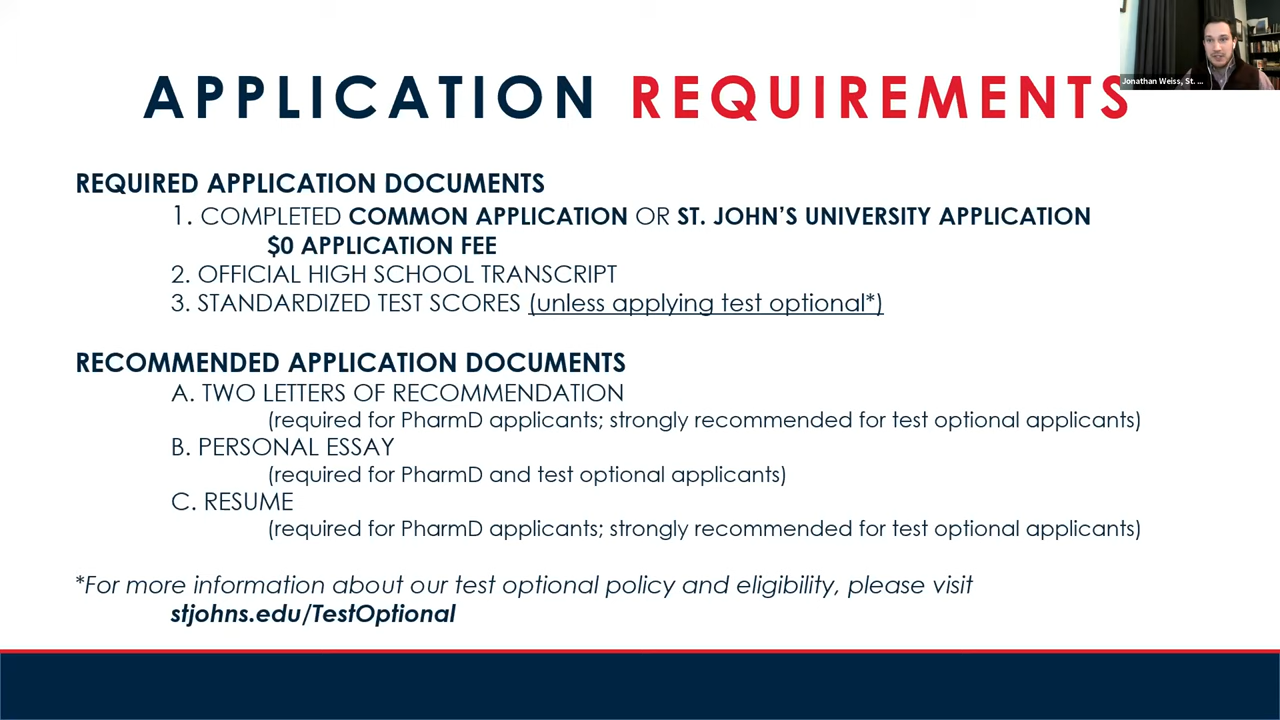 Jonathan Weiss, St. ...
APPLICATION REQUIREMENTS
REQUIRED APPLICATION DOCUMENTS
1. COMPLETED COMMON APPLICATION OR ST. JOHN'S UNIVERSITY APPLICATION
$0 APPLICATION FEE
2. OFFICIAL HIGH SCHOOL TRANSCRIPT
3. STANDARDIZED TEST SCORES (unless applying test optional*)
RECOMMENDED APPLICATION DOCUMENTS
A. TWO LETTERS OF RECOMMENDATION
(required for PharmD applicants; strongly recommended for test optional applicants)
B. PERSONAL ESSAY
(required for PharmD and test optional applicants)
C. RESUME
(required for PharmD applicants; strongly recommended for test optional applicants)
*For more information about our test optional policy and eligibility, please visit
stjohns.edu/TestOptional